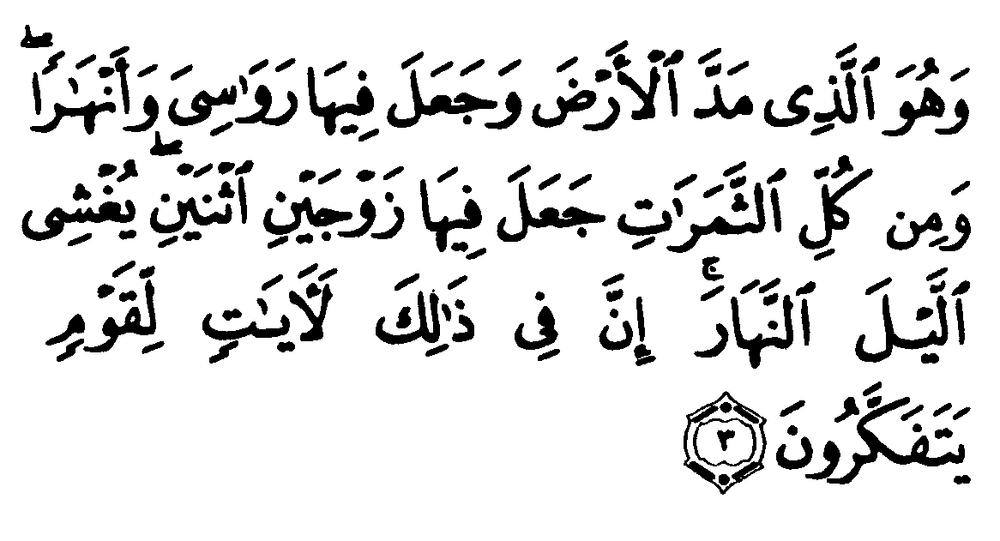 وَهُوَ ٱلَّذِى مَدَّ ٱلْأَرْضَ وَجَعَلَ فِيهَا رَوَٰسِىَ وَأَنْهَـٰرًا ۖ
وَمِن كُلِّ ٱلثَّمَرَٰتِ جَعَلَ فِيهَا زَوْجَيْنِ ٱثْنَيْنِ ۖ يُغْشِى
ٱلَّيْلَ ٱلنَّهَارَ ۚ إِنَّ فِى ذَٰلِكَ لَـَٔايَـٰتٍ لِّقَوْمٍ
يَتَفَكَّرُونَ ٣